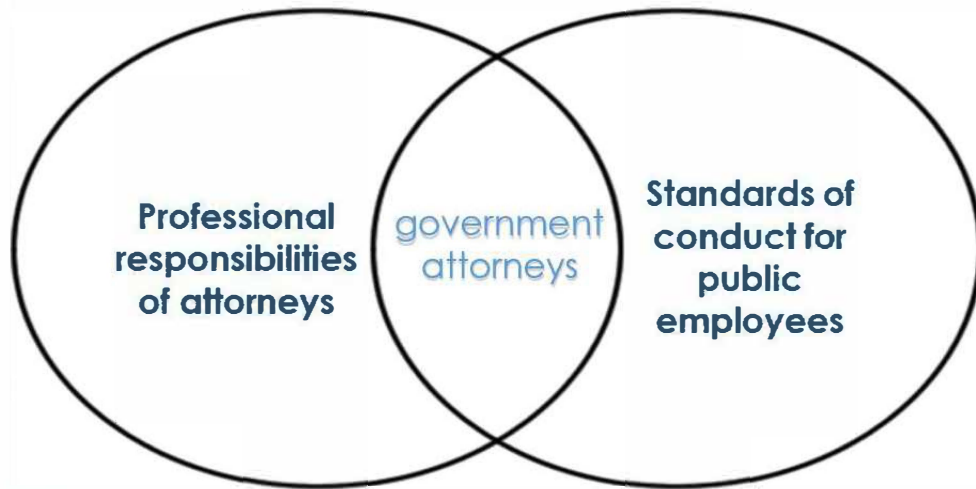 Professional
responsibilities
of attorneys
government
attorneys
Standards of
conduct for
public
employees